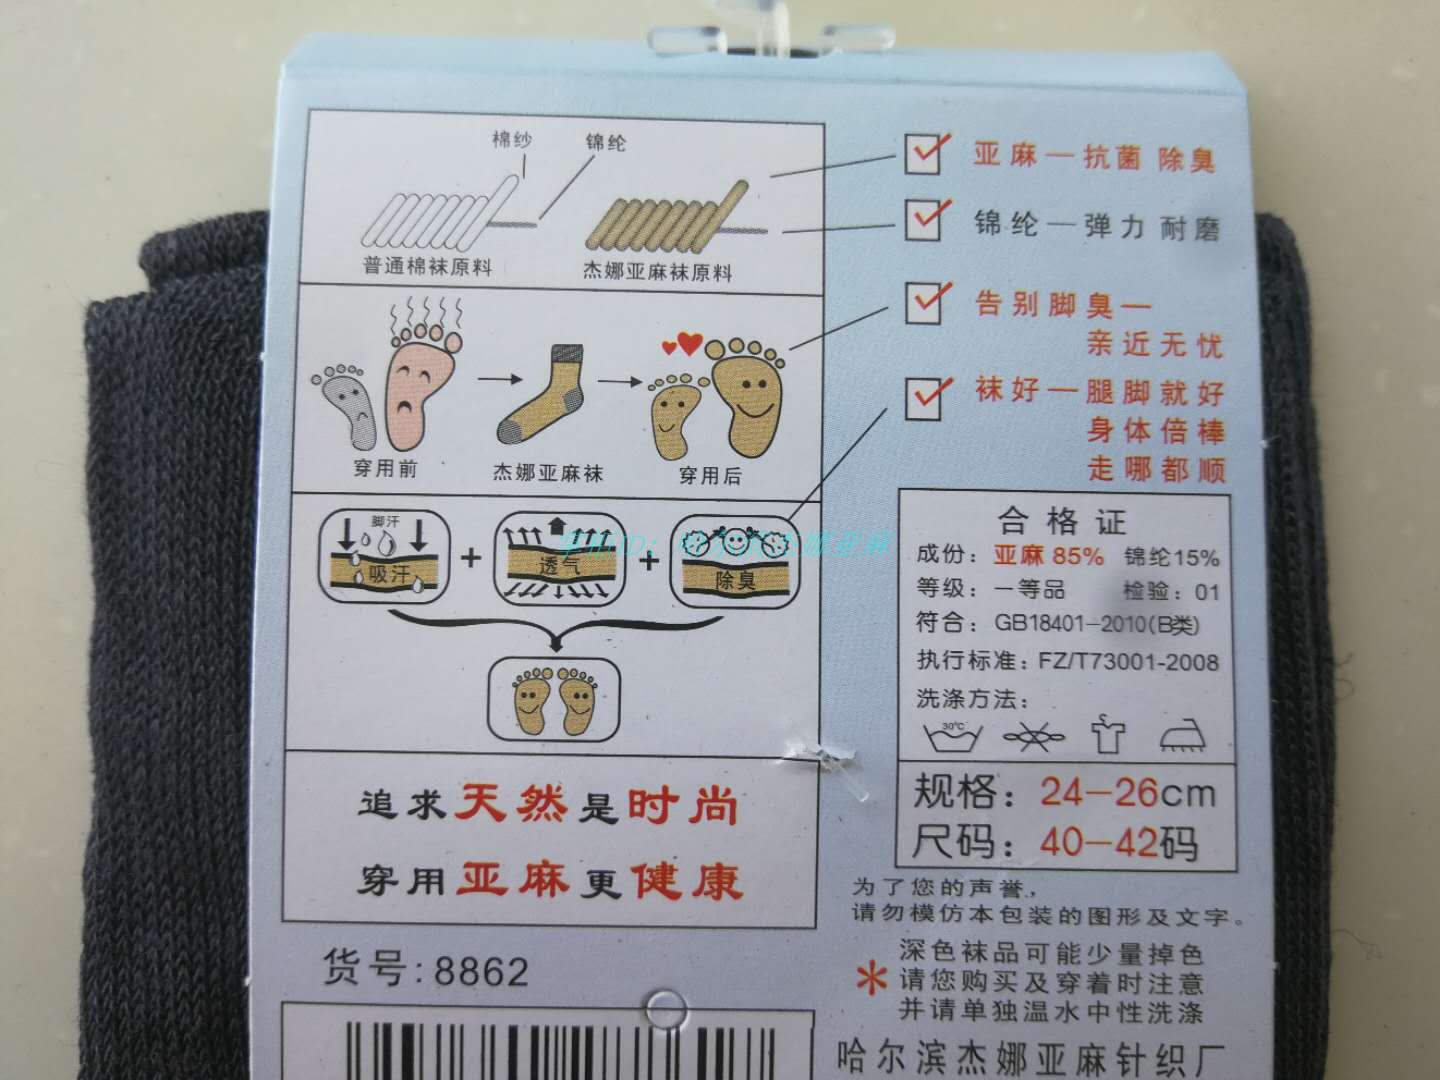 棉纱
锦纶
普通棉袜原料
杰娜亚麻袜原料
亚麻—抗菌 除臭
锦纶—弹力 耐磨
告别脚臭—
亲近无忧
袜好—腿脚就好
身体倍棒
走哪都顺
穿用前
杰娜亚麻袜
穿用后
脚汗
吸汗
+
透气
+
除臭
追求天然是时尚
穿用亚麻更健康
货号:8862
合格证
成份: 亚麻 85% 锦纶15%
等级: 一等品 检验: 01
符合: GB18401-2010(B类)
执行标准: FZ/T73001-2008
洗涤方法:
30℃
规格: 24-26cm
尺码: 40-42码
为了您的声誉,
请勿模仿本包装的图形及文字。
*深色袜品可能少量掉色
请您购买及穿着时注意
并请单独温水中性洗涤
哈尔滨杰娜亚麻针织厂